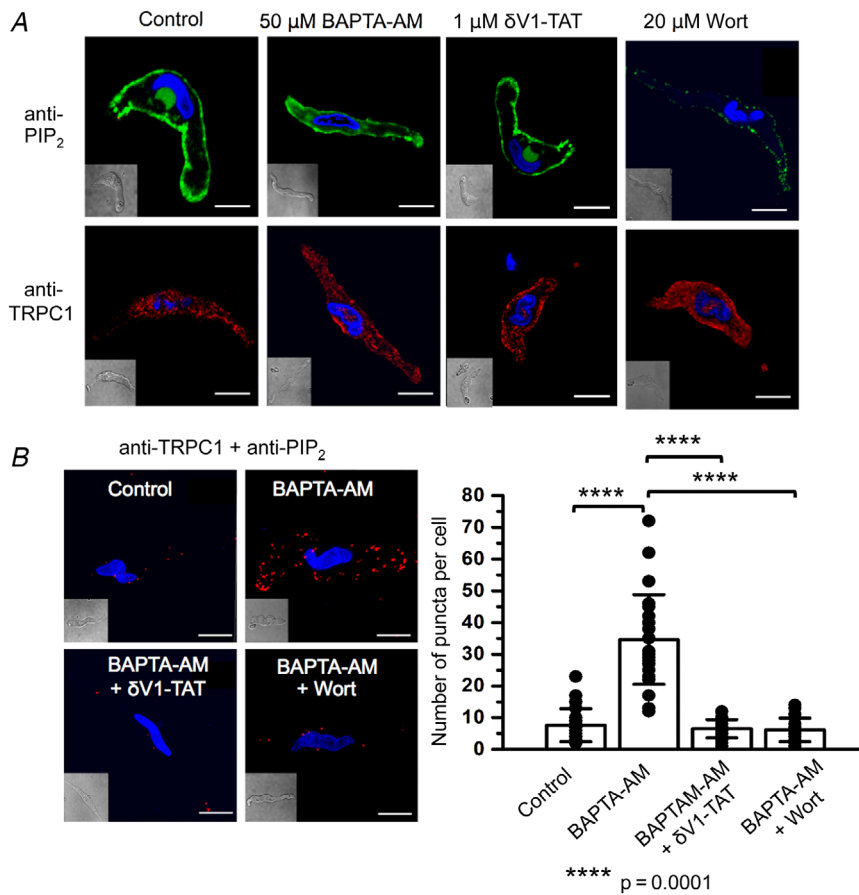 A
Control
50 μM BAPTA-AM
1 μM δV1-TAT
20 μM Wort
anti-
PIP2
anti-
TRPC1
B
anti-TRPC1 + anti-PIP2
Control
BAPTA-AM
BAPTA-AM
+ δV1-TAT
BAPTA-AM
+ Wort
****
****
****
Number of puncta per cell
80
70
60
50
40
30
20
10
0
Control
BAPTA-AM
BAPTAM-AM
+ δV1-TAT
BAPTA-AM
+ Wort
**** p = 0.0001